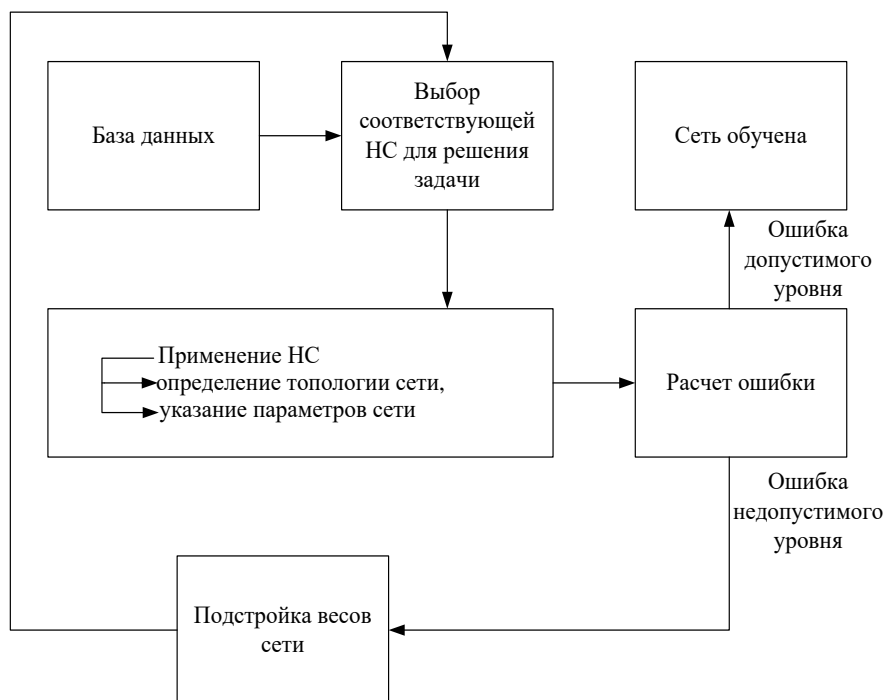 База данных
Выбор
соответствующей
НС для решения
задачи
Сеть обучена
Ошибка
допустимого
уровня
Применение НС
определение топологии сети,
указание параметров сети
Расчет ошибки
Ошибка
недопустимого
уровня
Подстройка весов
сети